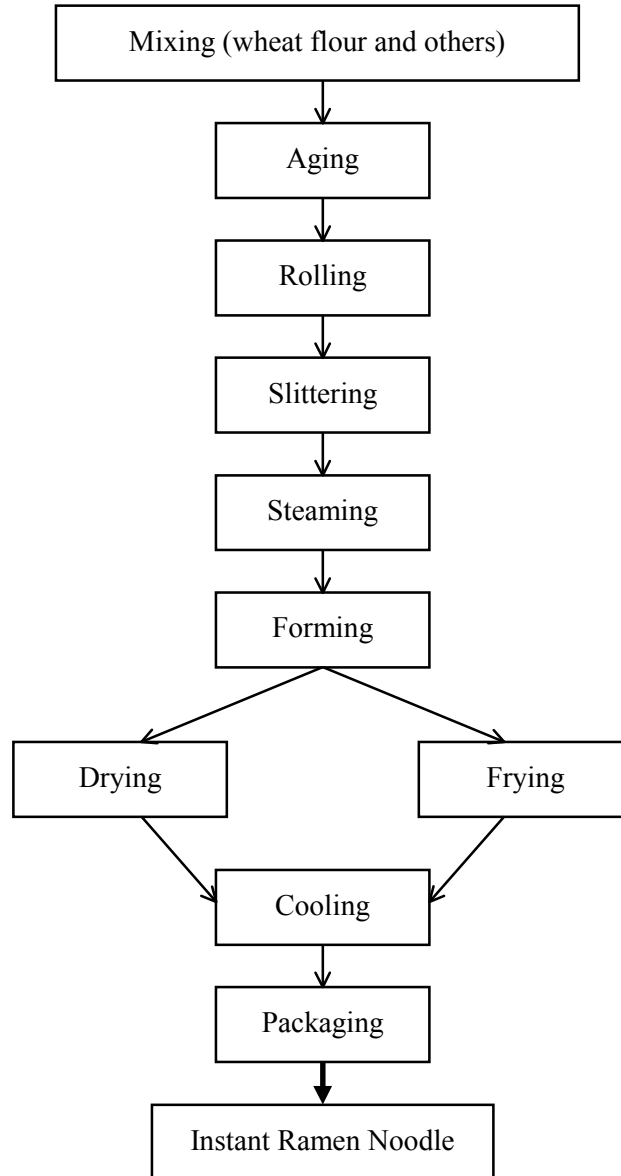 Mixing (wheat flour and others)
Aging
Rolling
Slittering
Steaming
Forming
Drying
Frying
Cooling
Packaging
Instant Ramen Noodle